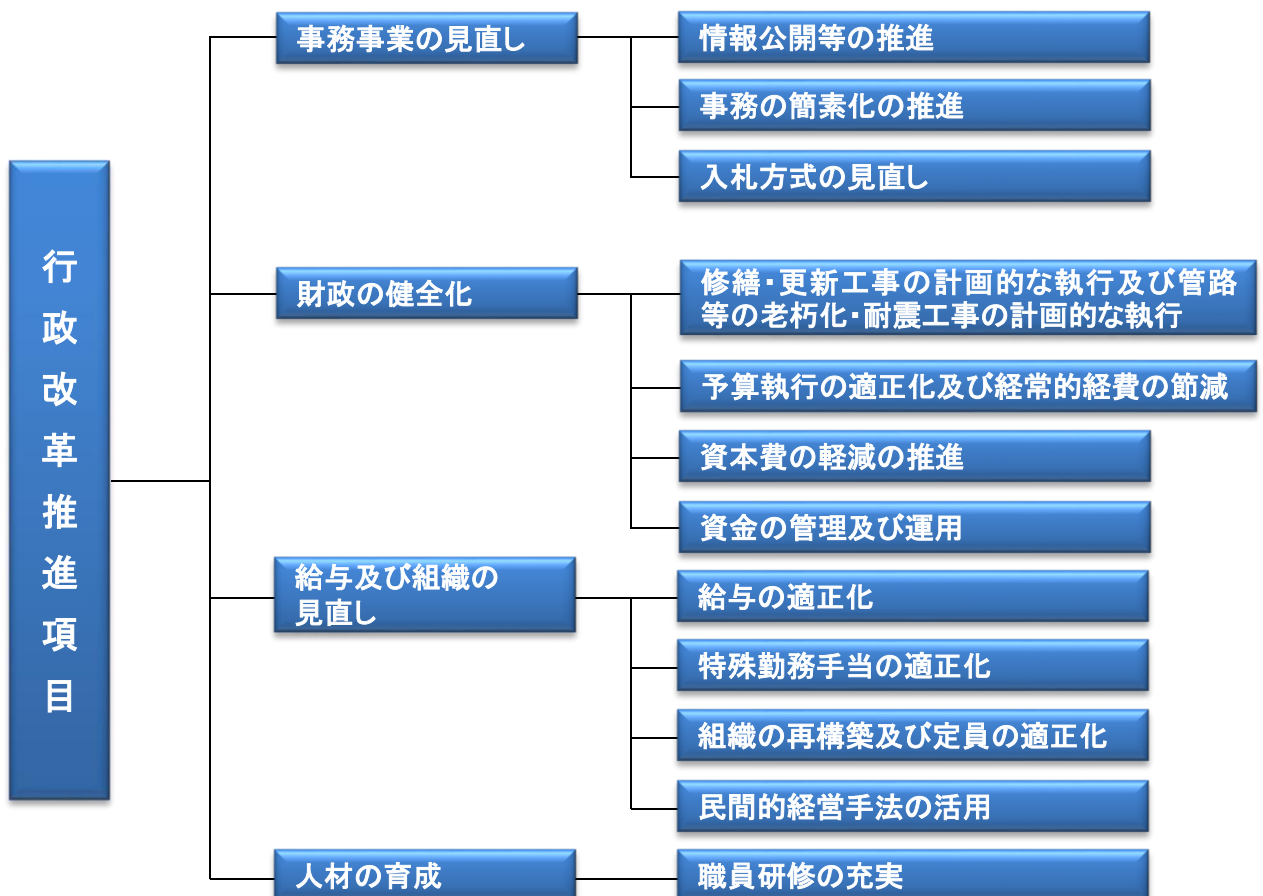 行政改革推進項目
事務事業の見直し
情報公開等の推進
事務の簡素化の推進
入札方式の見直し
財政の健全化
修繕・更新工事の計画的な執行及び管路
等の老朽化・耐震工事の計画的な執行
予算執行の適正化及び経常的経費の節減
資本費の軽減の推進
資金の管理及び運用
給与及び組織の
見直し
給与の適正化
特殊勤務手当の適正化
組織の再構築及び定員の適正化
民間的経営手法の活用
人材の育成
職員研修の充実